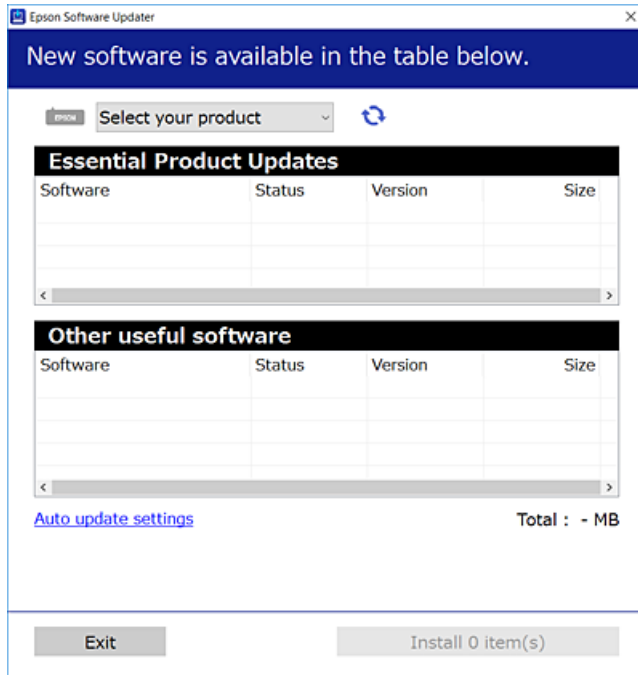 Epson Software Updater
New software is available in the table below.
EPSON Select your product
Essential Product Updates
Software Status Version Size
Other useful software
Software Status Version Size
Auto update settings Total : - MB
Exit Install 0 item(s)